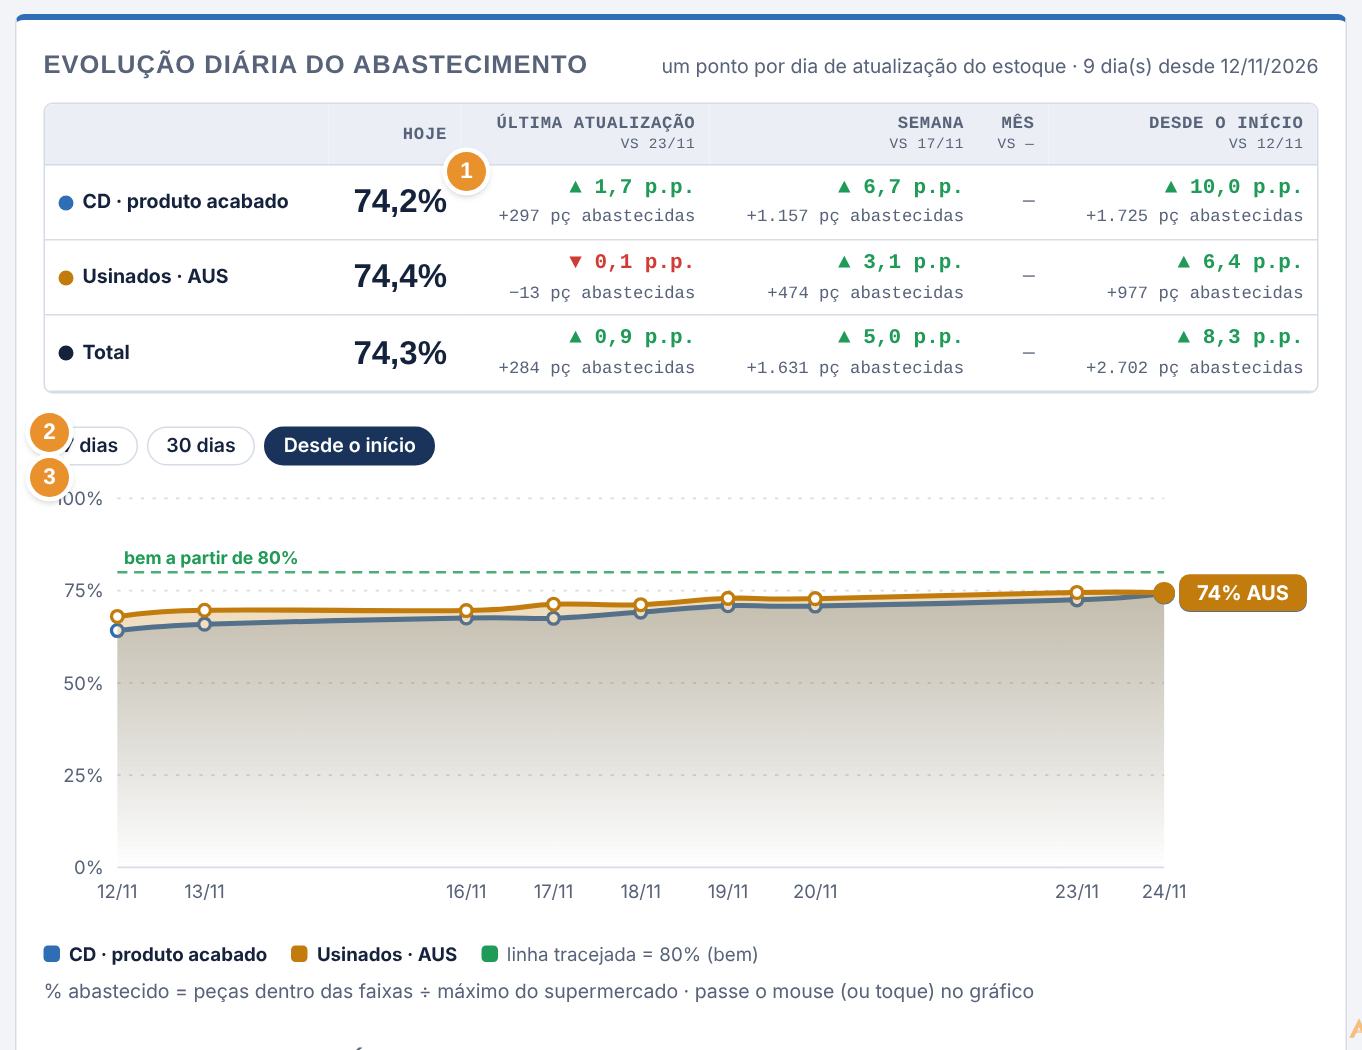 EVOLUÇÃO DIÁRIA DO ABASTECIMENTO um ponto por dia de atualização do estoque · 9 dia(s) desde 12/11/2026
HOJE ÚLTIMA ATUALIZAÇÃO SEMANA MÊS DESDE O INÍCIO
VS 23/11 VS 17/11 VS — VS 12/11
1
CD · produto acabado 74,2% ▲ 1,7 p.p. ▲ 6,7 p.p. — ▲ 10,0 p.p.
+297 pç abastecidas +1.157 pç abastecidas +1.725 pç abastecidas
Usinados · AUS 74,4% ▼ 0,1 p.p. ▲ 3,1 p.p. — ▲ 6,4 p.p.
−13 pç abastecidas +474 pç abastecidas +977 pç abastecidas
Total 74,3% ▲ 0,9 p.p. ▲ 5,0 p.p. — ▲ 8,3 p.p.
+284 pç abastecidas +1.631 pç abastecidas +2.702 pç abastecidas
2 7 dias 30 dias Desde o início
3
100%
bem a partir de 80%
75%
74% AUS
50%
25%
0%
12/11 13/11 16/11 17/11 18/11 19/11 20/11 23/11 24/11
CD · produto acabado Usinados · AUS linha tracejada = 80% (bem)
% abastecido = peças dentro das faixas ÷ máximo do supermercado · passe o mouse (ou toque) no gráfico